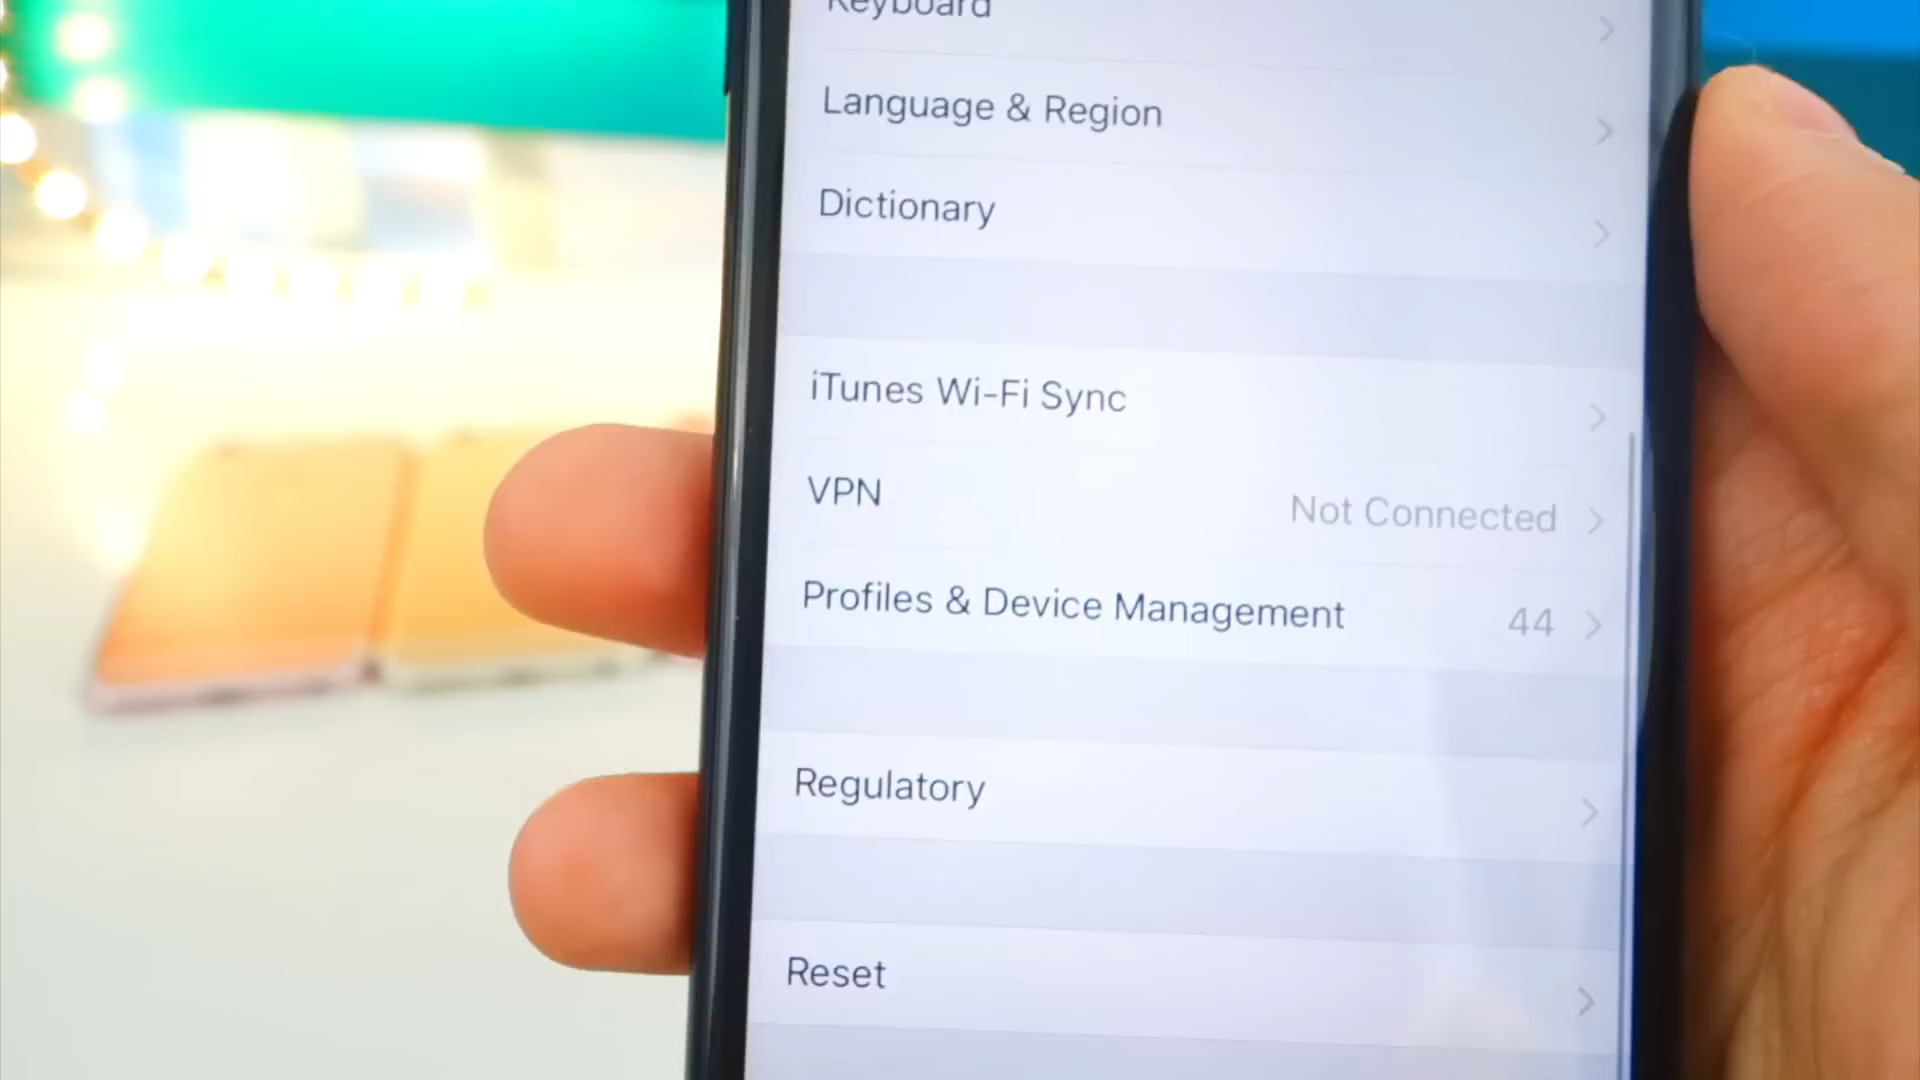 Keyboard
Language & Region
Dictionary
iTunes Wi-Fi Sync
VPN Not Connected
Profiles & Device Management 44
Regulatory
Reset